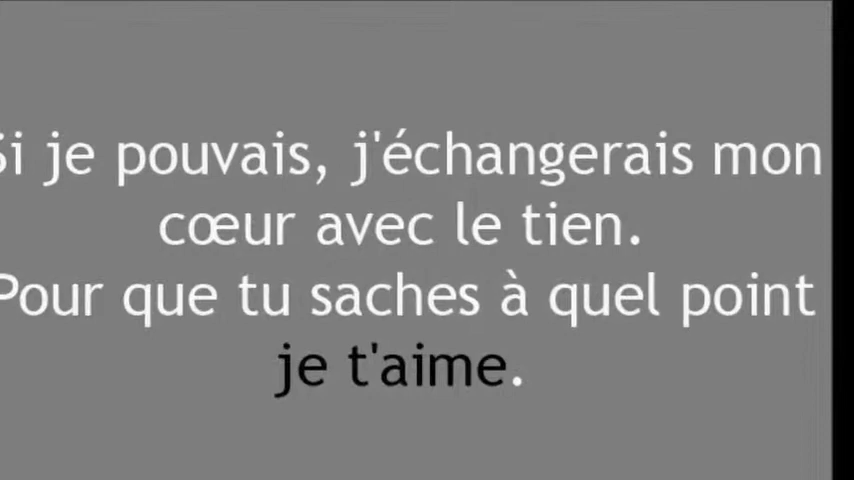 Si je pouvais, j'échangerais mon
cœur avec le tien.
Pour que tu saches à quel point
je t'aime.